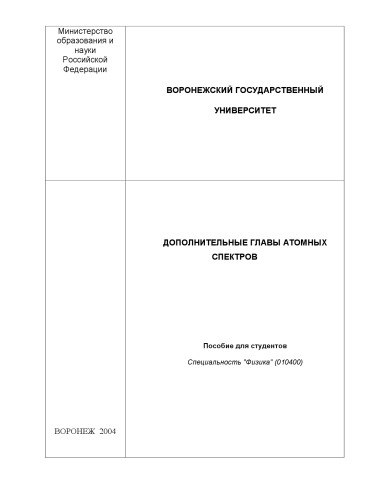 Министерство
образования и
науки
Российской
Федерации
ВОРОНЕЖСКИЙ ГОСУДАРСТВЕННЫЙ
УНИВЕРСИТЕТ
ДОПОЛНИТЕЛЬНЫЕ ГЛАВЫ АТОМНЫХ
СПЕКТРОВ
Пособие для студентов
Специальность "Физика" (010400)
ВОРОНЕЖ 2004